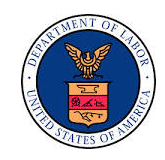 DEPARTMENT OF LABOR
UNITED STATES OF AMERICA